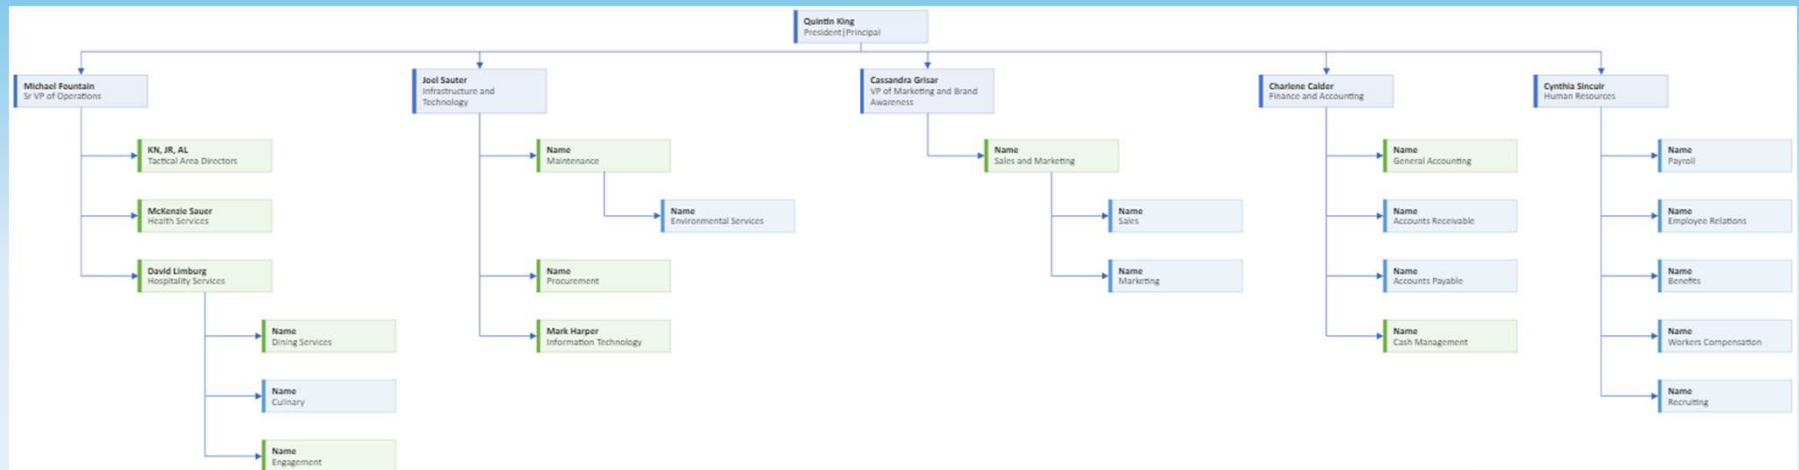 Quintin King
President|Principal
Michael Fountain
Sr VP of Operations
Joel Sauter
Infrastructure and
Technology
Cassandra Grisar
VP of Marketing and Brand
Awareness
Charlene Calder
Finance and Accounting
Cynthia Sincuir
Human Resources
KN, JR, AL
Tactical Area Directors
Name
Maintenance
Name
Sales and Marketing
Name
General Accounting
Name
Payroll
McKenzie Sauer
Health Services
Name
Environmental Services
Name
Sales
Name
Accounts Receivable
Name
Employee Relations
David Limburg
Hospitality Services
Name
Procurement
Name
Marketing
Name
Accounts Payable
Name
Benefits
Name
Dining Services
Mark Harper
Information Technology
Name
Cash Management
Name
Workers Compensation
Name
Culinary
Name
Recruiting
Name
Engagement